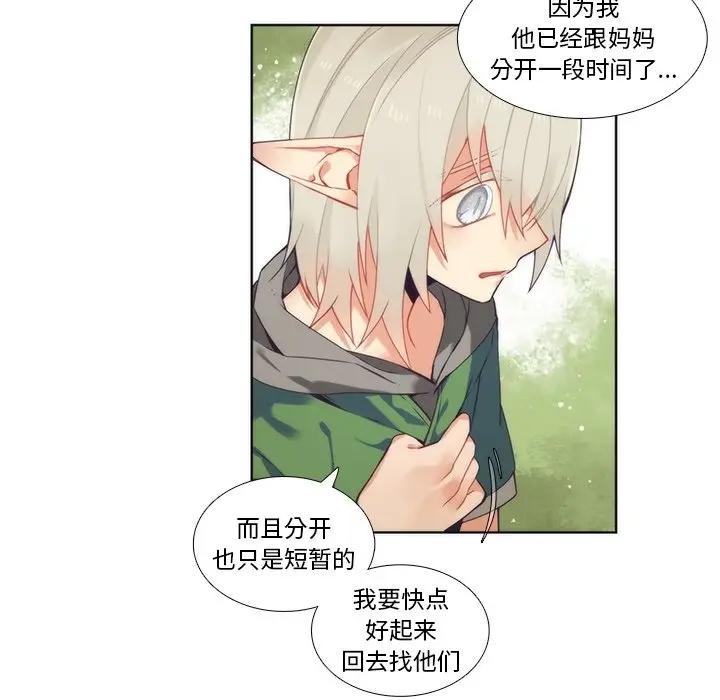 因为我
他已经跟妈妈
分开一段时间了...
而且分开
也只是短暂的
我要快点
好起来
回去找他们